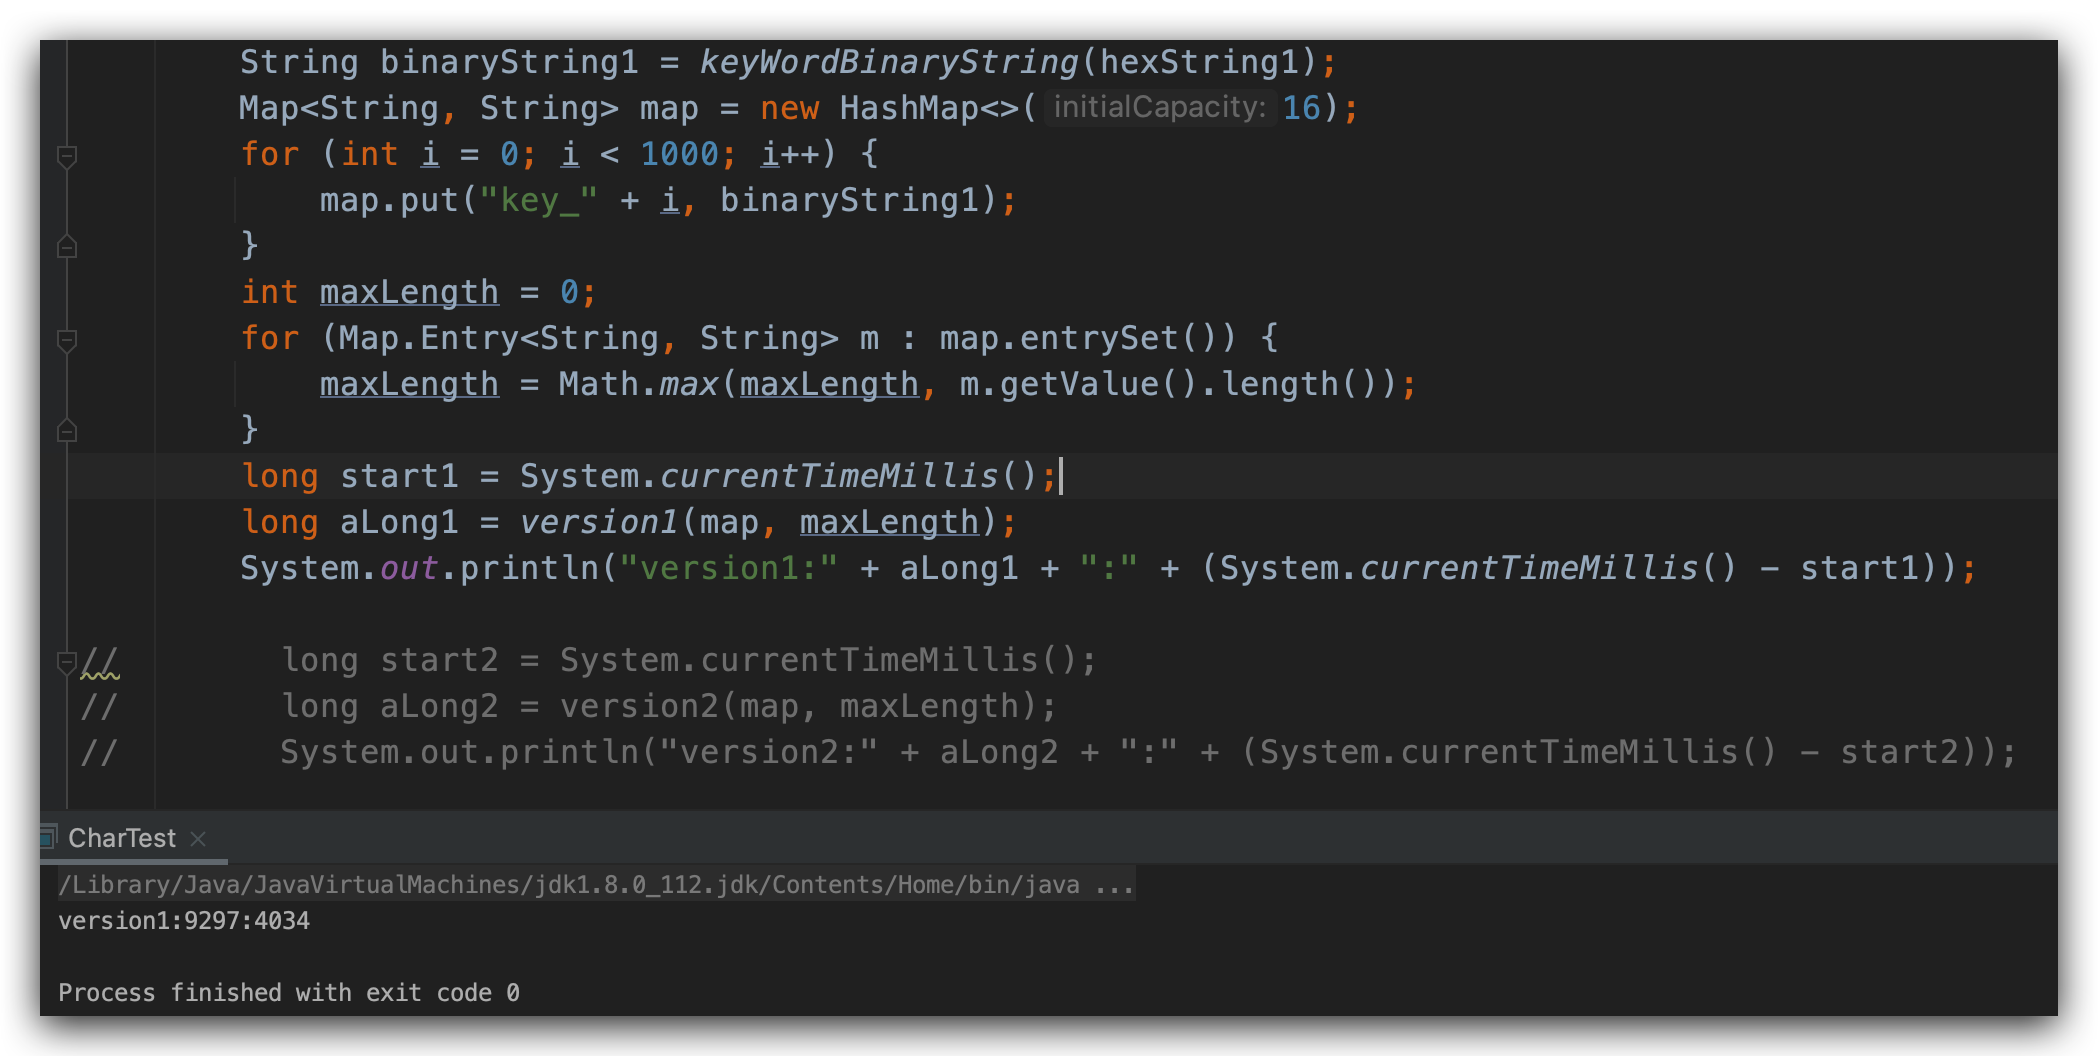 String binaryString1 = keyWordBinaryString(hexString1);
Map<String, String> map = new HashMap<>( initialCapacity: 16);
for (int i = 0; i < 1000; i++) {
map.put("key_" + i, binaryString1);
}
int maxLength = 0;
for (Map.Entry<String, String> m : map.entrySet()) {
maxLength = Math.max(maxLength, m.getValue().length());
}
long start1 = System.currentTimeMillis();
long aLong1 = version1(map, maxLength);
System.out.println("version1:" + aLong1 + ":" + (System.currentTimeMillis() - start1));
// long start2 = System.currentTimeMillis();
// long aLong2 = version2(map, maxLength);
// System.out.println("version2:" + aLong2 + ":" + (System.currentTimeMillis() - start2));
CharTest ×
/Library/Java/JavaVirtualMachines/jdk1.8.0_112.jdk/Contents/Home/bin/java ...
version1:9297:4034
Process finished with exit code 0